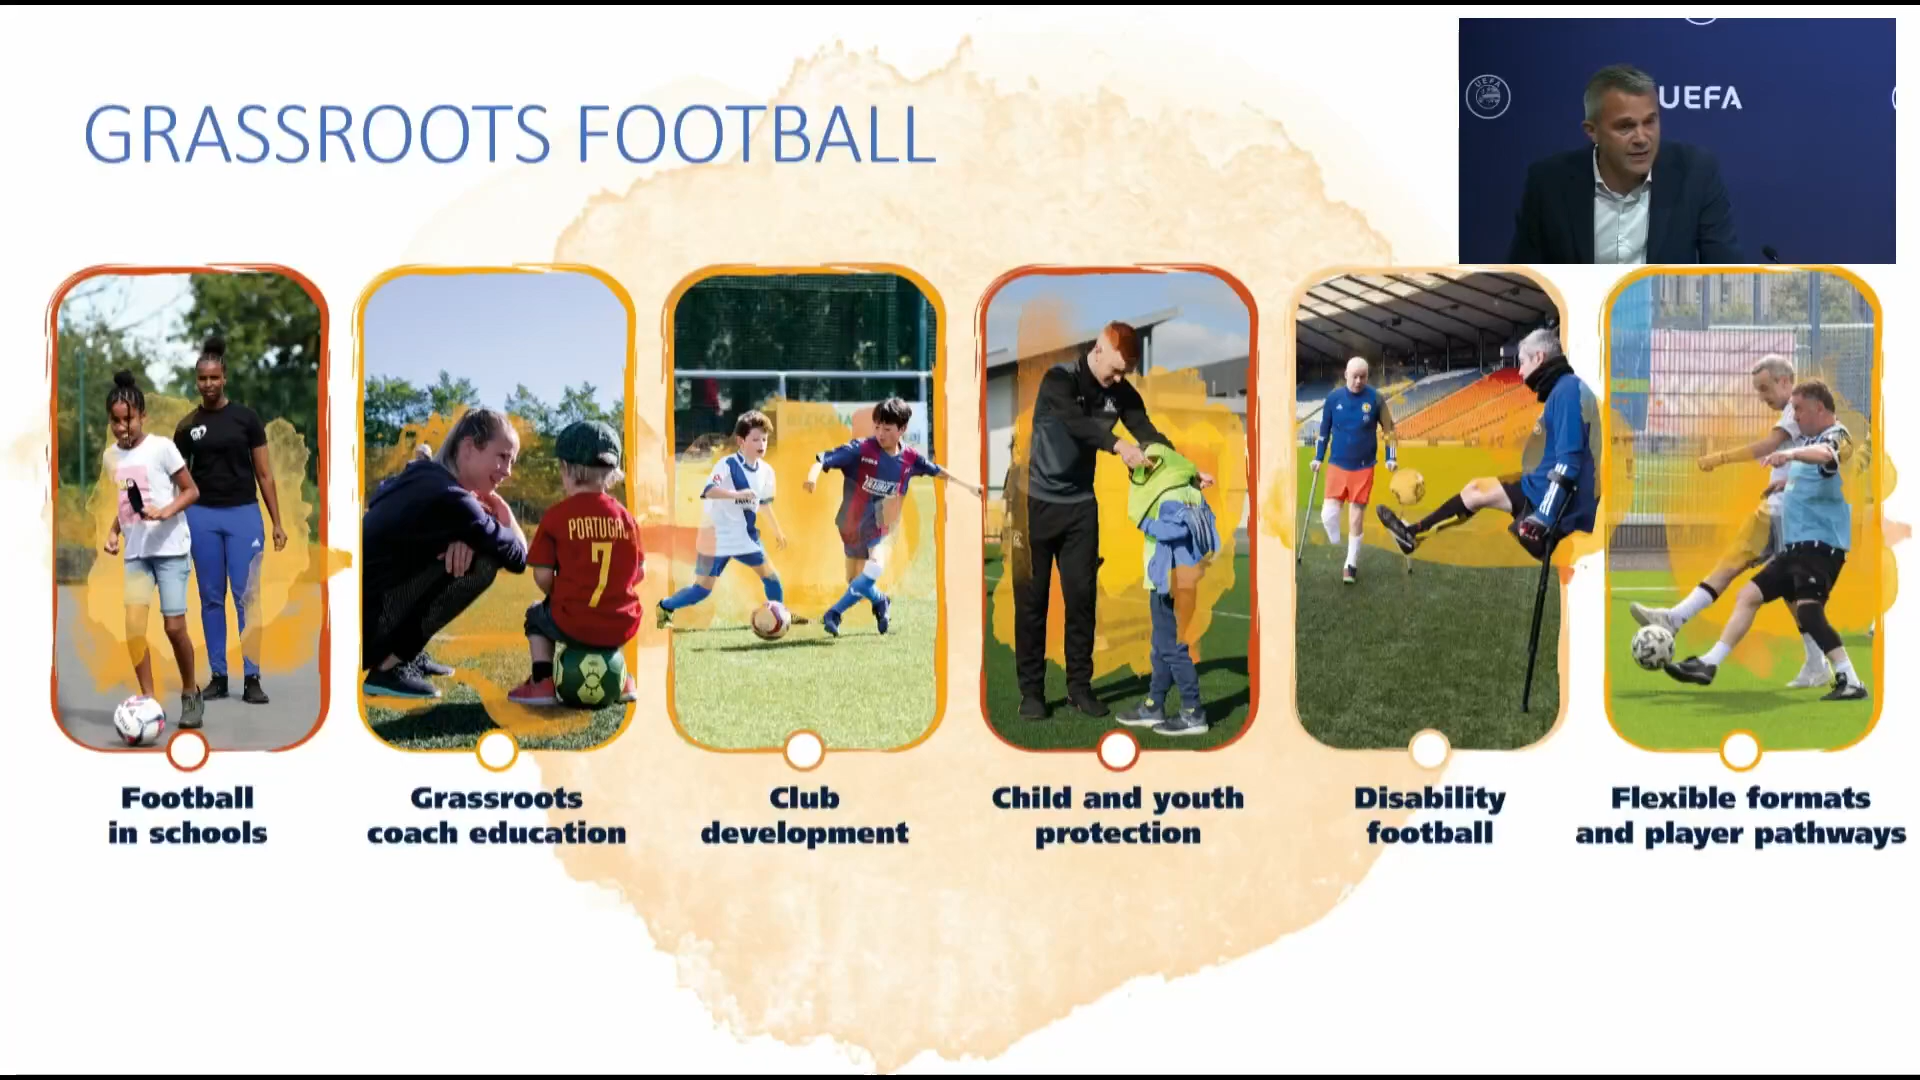 GRASSROOTS FOOTBALL
UEFA
UEFA
PORTUGAL
7
Football
in schools
Grassroots
coach education
Club
development
Child and youth
protection
Disability
football
Flexible formats
and player pathways